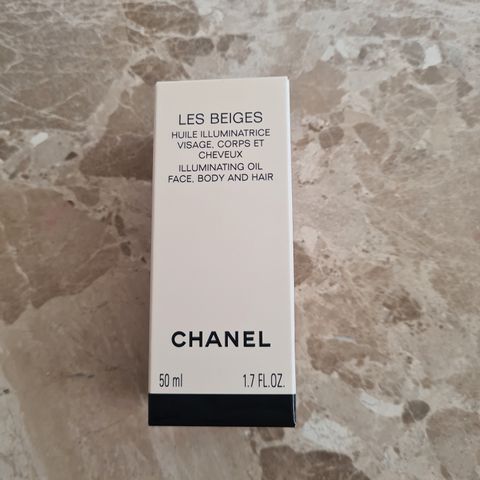 LES BEIGES
HUILE ILLUMINATRICE
VISAGE, CORPS ET
CHEVEUX
ILLUMINATING OIL
FACE, BODY AND HAIR
CHANEL
50 ml 1.7 FL.OZ.